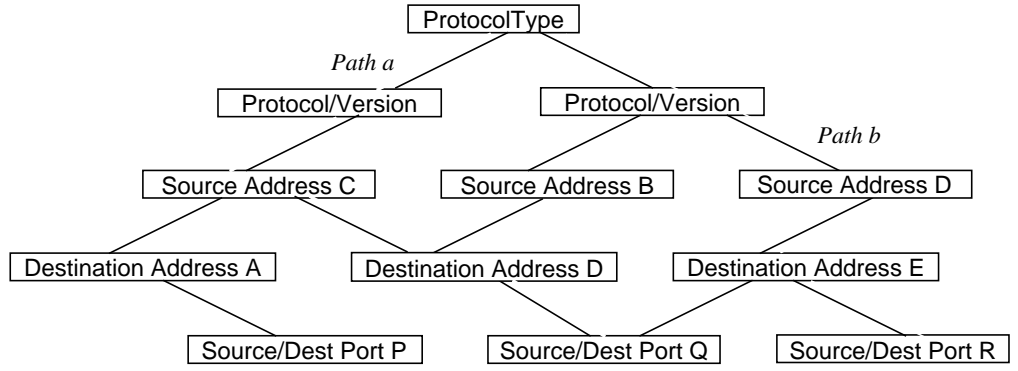 ProtocolType
Path a
Protocol/Version
Protocol/Version
Path b
Source Address C
Source Address B
Source Address D
Destination Address A
Destination Address D
Destination Address E
Source/Dest Port P
Source/Dest Port Q
Source/Dest Port R